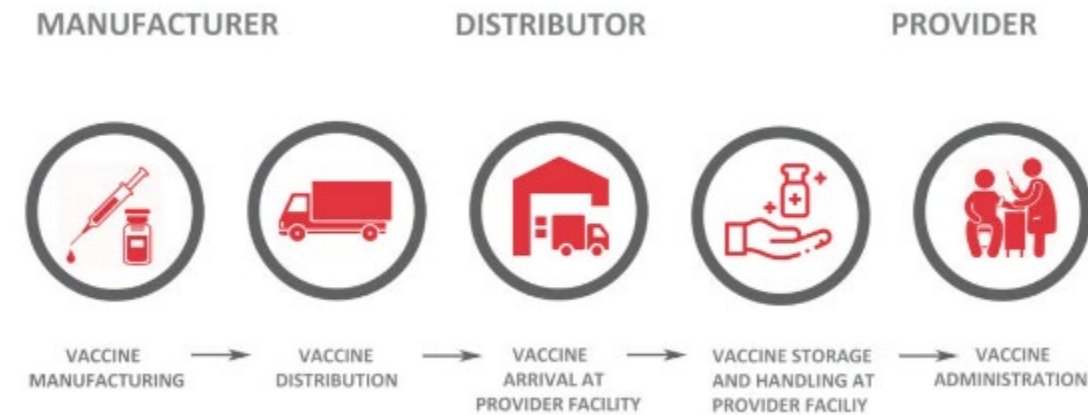 MANUFACTURER
DISTRIBUTOR
PROVIDER
VACCINE
MANUFACTURING
VACCINE
DISTRIBUTION
VACCINE
ARRIVAL AT
PROVIDER FACILITY
VACCINE STORAGE
AND HANDLING AT
PROVIDER FACILIY
VACCINE
ADMINISTRATION